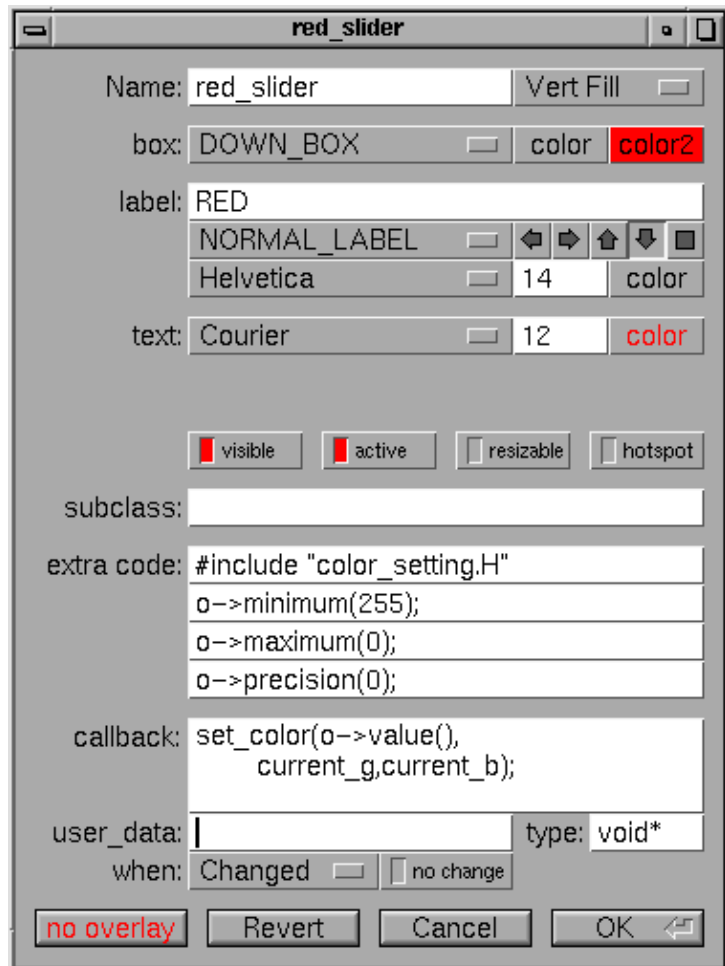 red_slider
Name: red_slider Vert Fill
box: DOWN_BOX color color2
label: RED
NORMAL_LABEL
Helvetica 14 color
text: Courier 12 color
visible active resizable hotspot
subclass:
extra code: #include "color_setting.H"
o->minimum(255);
o->maximum(0);
o->precision(0);
callback: set_color(o->value(),
current_g,current_b);
user_data: type: void*
when: Changed no change
no overlay Revert Cancel OK